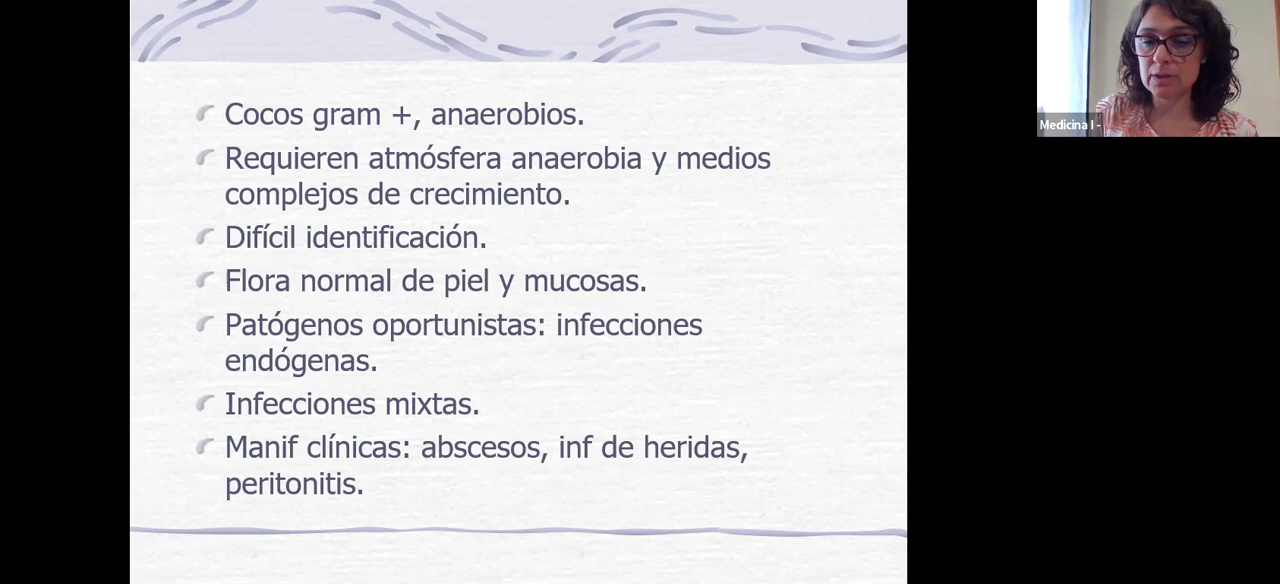 Cocos gram +, anaerobios.
Requieren atmósfera anaerobia y medios
complejos de crecimiento.
Difícil identificación.
Flora normal de piel y mucosas.
Patógenos oportunistas: infecciones
endógenas.
Infecciones mixtas.
Manif clínicas: abscesos, inf de heridas,
peritonitis.
Medicina I -